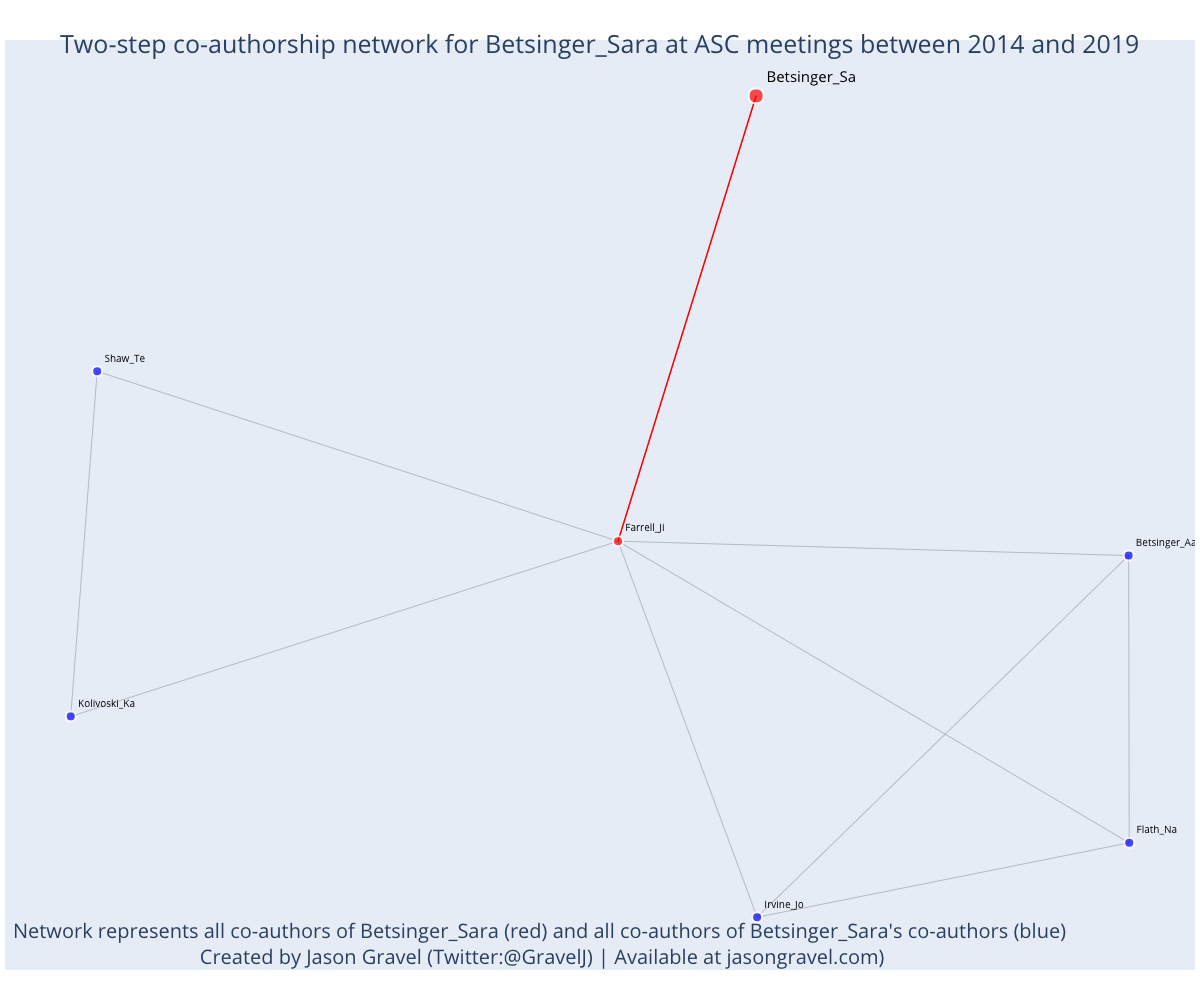 Two-step co-authorship network for Betsinger_Sara at ASC meetings between 2014 and 2019
Betsinger_Sa
Shaw_Te
Farrell_Ji
Betsinger_Aa
Kolivoski_Ka
Flath_Na
Irvine_Jo
Network represents all co-authors of Betsinger_Sara (red) and all co-authors of Betsinger_Sara's co-authors (blue)
Created by Jason Gravel (Twitter:@GravelJ) | Available at jasongravel.com)